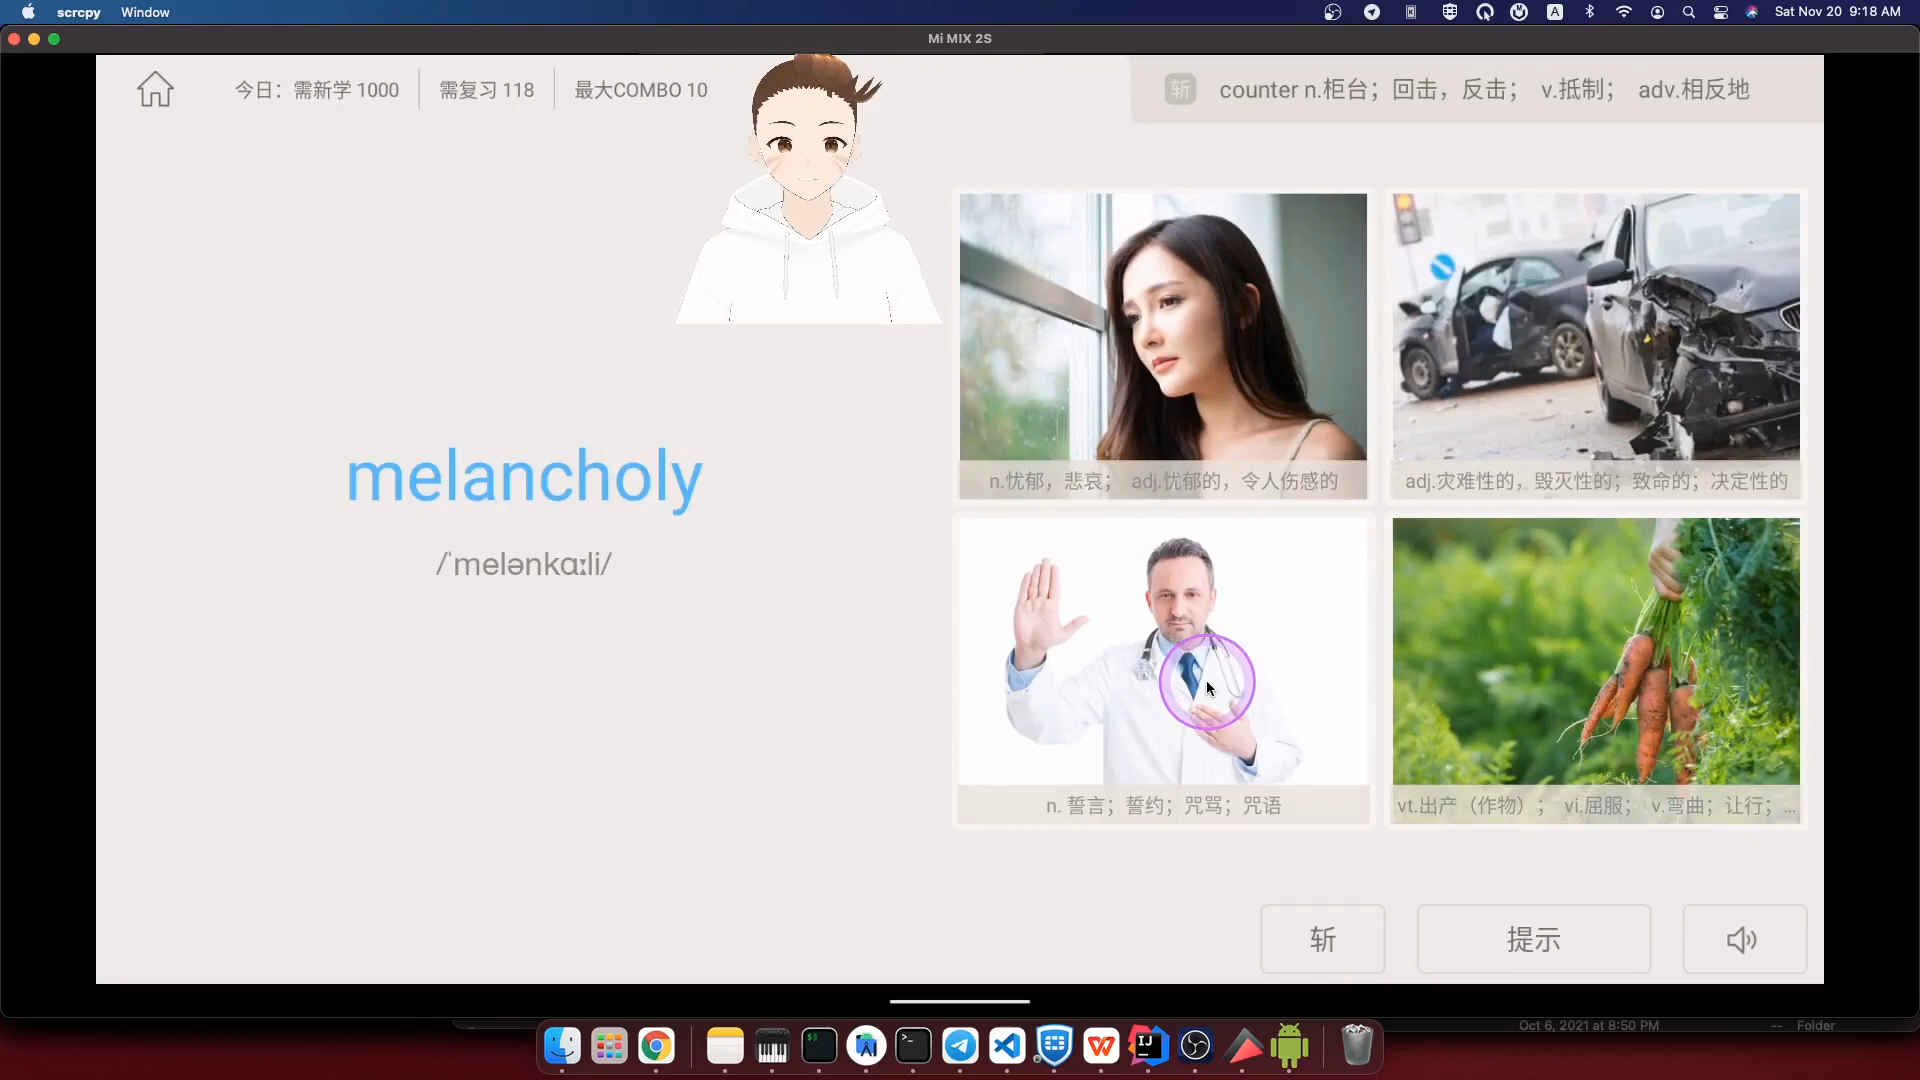 scrcpy Window
A
Sat Nov 20 9:18 AM
Mi MIX 2S
今日：需新学 1000 需复习 118 最大COMBO 10
斩 counter n.柜台；回击，反击； v.抵制； adv.相反地
n.忧郁，悲哀； adj.忧郁的，令人伤感的
adj.灾难性的，毁灭性的；致命的；决定性的
melancholy
/ˈmelənkɑːli/
n. 誓言；誓约；咒骂；咒语
vt.出产（作物）； vi.屈服； v.弯曲；让行；...
斩 提示
Oct 6, 2021 at 8:50 PM -- Folder
IJ